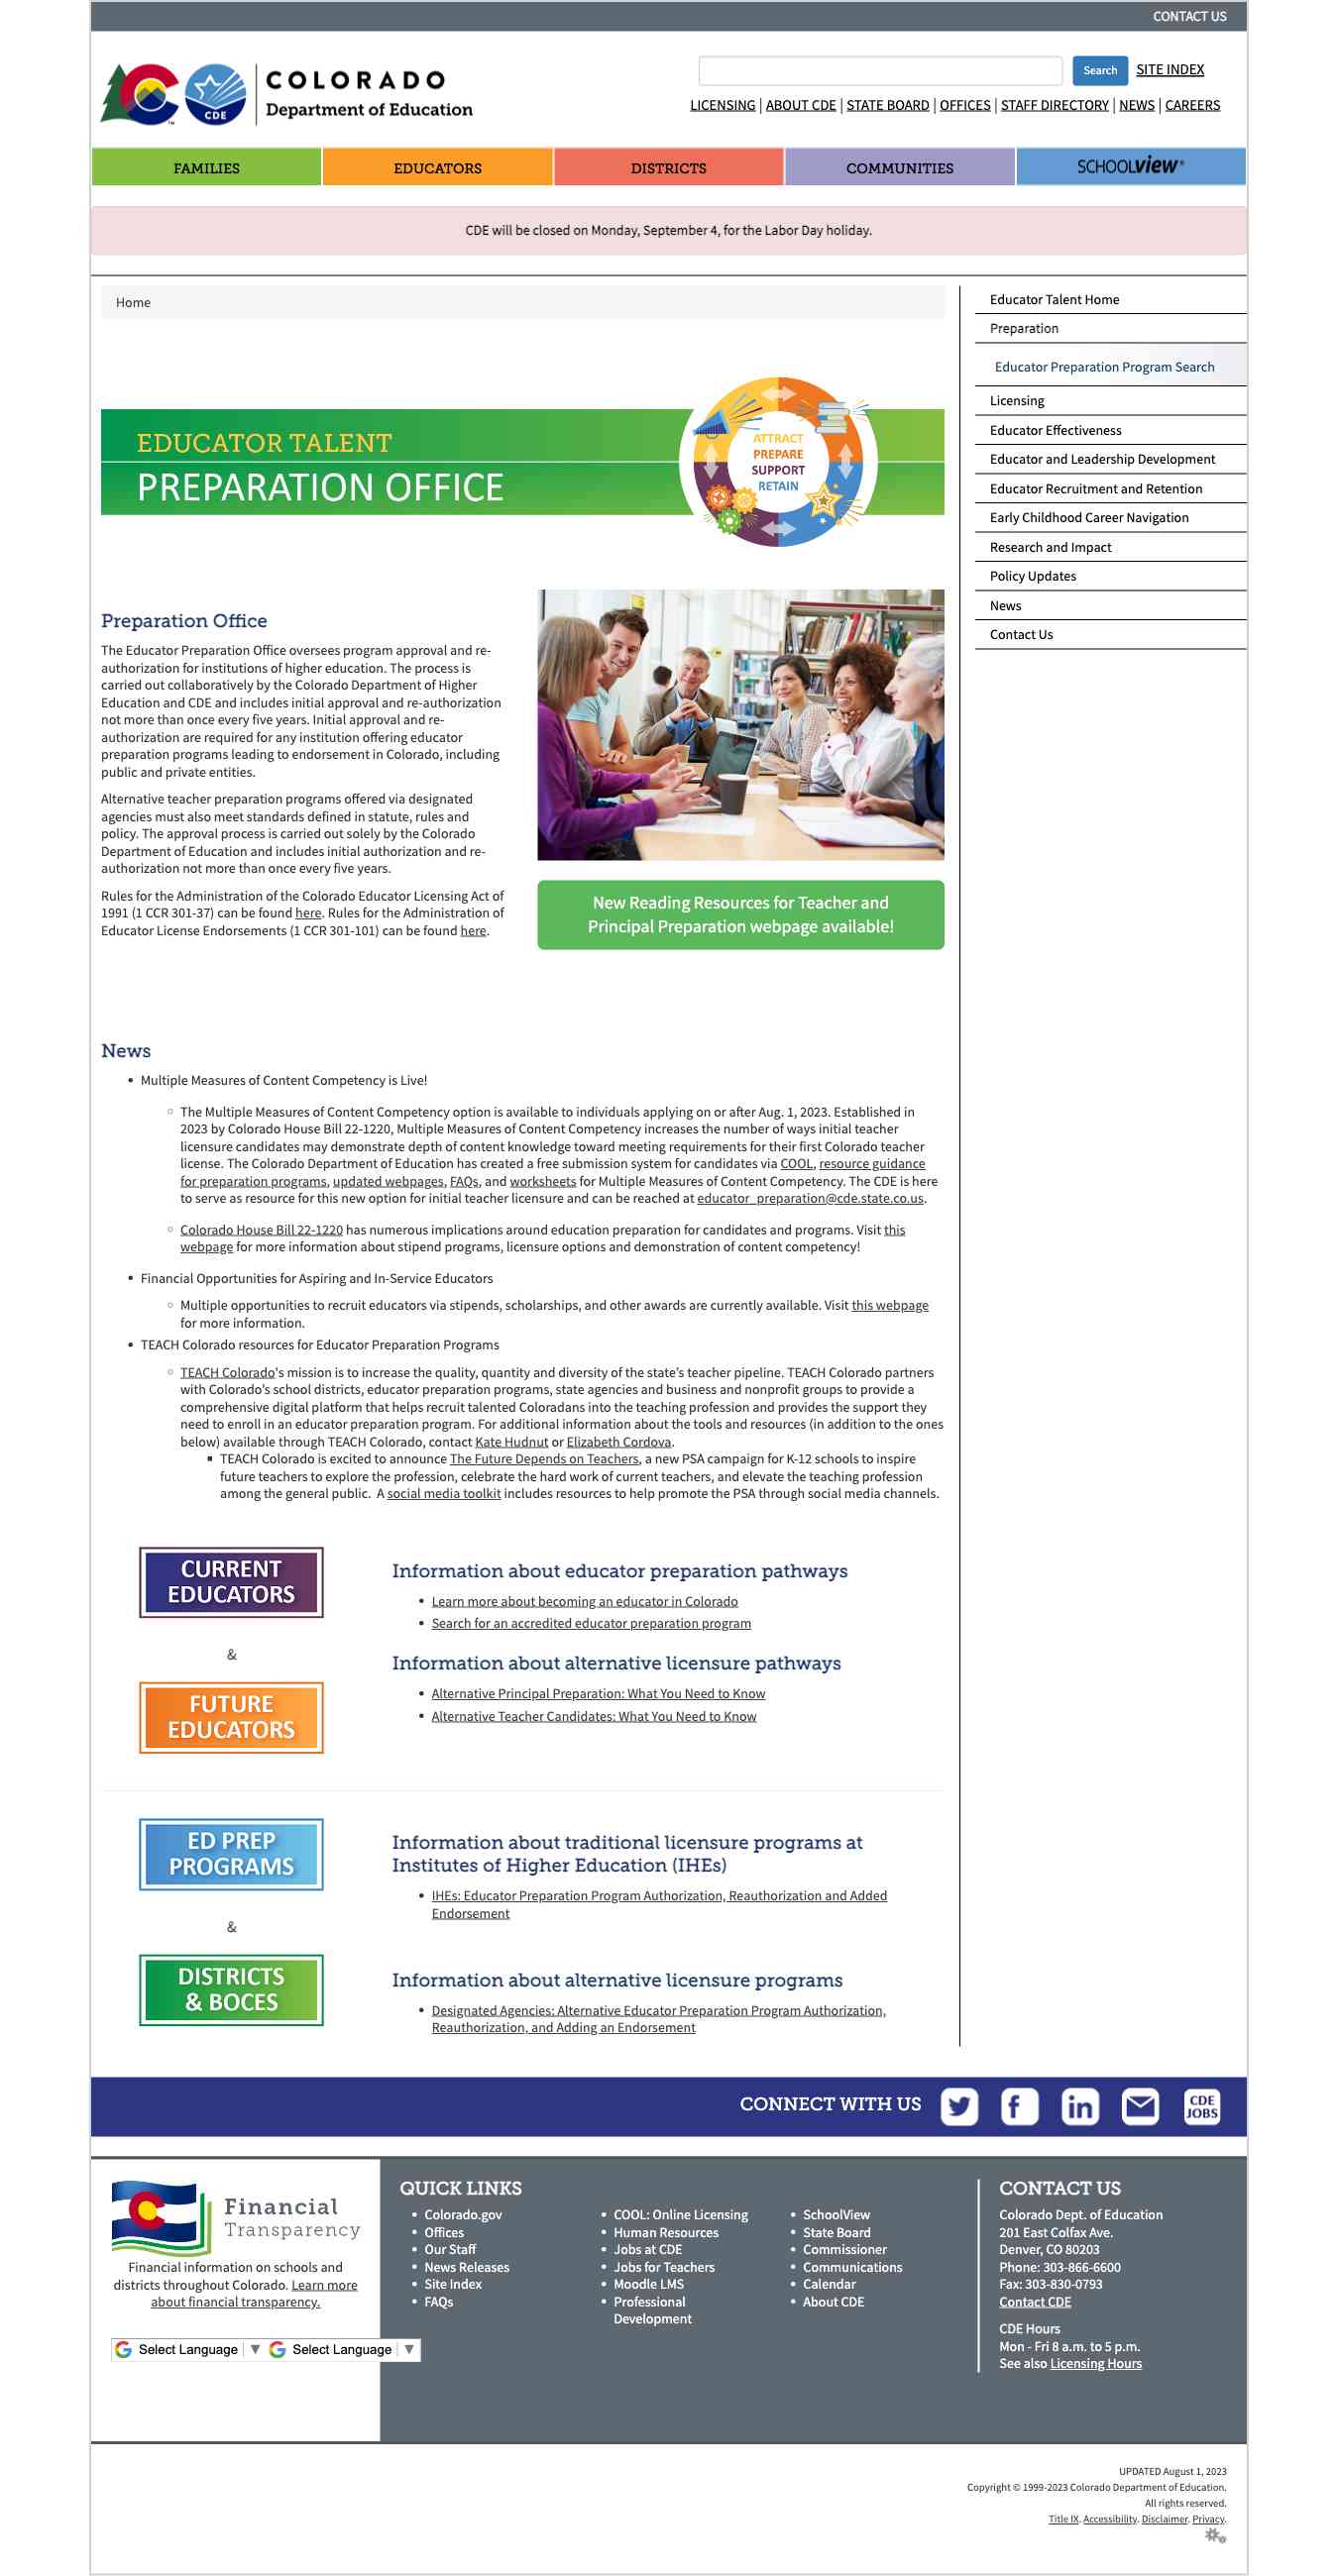 CONTACT US
COLORADO
Department of Education
CDE
Search
SITE INDEX
LICENSING | ABOUT CDE | STATE BOARD | OFFICES | STAFF DIRECTORY | NEWS | CAREERS
FAMILIES
EDUCATORS
DISTRICTS
COMMUNITIES
SCHOOLVIEW®
CDE will be closed on Monday, September 4, for the Labor Day holiday.
Home
EDUCATOR TALENT
PREPARATION OFFICE
ATTRACT
PREPARE
SUPPORT
RETAIN
Preparation Office
The Educator Preparation Office oversees program approval and re-
authorization for institutions of higher education. The process is
carried out collaboratively by the Colorado Department of Higher
Education and CDE and includes initial approval and re-authorization
not more than once every five years. Initial approval and re-
authorization are required for any institution offering educator
preparation programs leading to endorsement in Colorado, including
public and private entities.
Alternative teacher preparation programs offered via designated
agencies must also meet standards defined in statute, rules and
policy. The approval process is carried out solely by the Colorado
Department of Education and includes initial authorization and re-
authorization not more than once every five years.
Rules for the Administration of the Colorado Educator Licensing Act of
1991 (1 CCR 301-37) can be found here. Rules for the Administration of
Educator License Endorsements (1 CCR 301-101) can be found here.
New Reading Resources for Teacher and
Principal Preparation webpage available!
News
• Multiple Measures of Content Competency is Live!
○ The Multiple Measures of Content Competency option is available to individuals applying on or after Aug. 1, 2023. Established in
2023 by Colorado House Bill 22-1220, Multiple Measures of Content Competency increases the number of ways initial teacher
licensure candidates may demonstrate depth of content knowledge toward meeting requirements for their first Colorado teacher
license. The Colorado Department of Education has created a free submission system for candidates via COOL, resource guidance
for preparation programs, updated webpages, FAQs, and worksheets for Multiple Measures of Content Competency. The CDE is here
to serve as resource for this new option for initial teacher licensure and can be reached at educator_preparation@cde.state.co.us.
○ Colorado House Bill 22-1220 has numerous implications around education preparation for candidates and programs. Visit this
webpage for more information about stipend programs, licensure options and demonstration of content competency!
• Financial Opportunities for Aspiring and In-Service Educators
○ Multiple opportunities to recruit educators via stipends, scholarships, and other awards are currently available. Visit this webpage
for more information.
• TEACH Colorado resources for Educator Preparation Programs
○ TEACH Colorado's mission is to increase the quality, quantity and diversity of the state's teacher pipeline. TEACH Colorado partners
with Colorado's school districts, educator preparation programs, state agencies and business and nonprofit groups to provide a
comprehensive digital platform that helps recruit talented Coloradans into the teaching profession and provides the support they
need to enroll in an educator preparation program. For additional information about the tools and resources (in addition to the ones
below) available through TEACH Colorado, contact Kate Hudnut or Elizabeth Cordova.
▪ TEACH Colorado is excited to announce The Future Depends on Teachers, a new PSA campaign for K-12 schools to inspire
future teachers to explore the profession, celebrate the hard work of current teachers, and elevate the teaching profession
among the general public. A social media toolkit includes resources to help promote the PSA through social media channels.
CURRENT
EDUCATORS
&
FUTURE
EDUCATORS
Information about educator preparation pathways
• Learn more about becoming an educator in Colorado
• Search for an accredited educator preparation program
Information about alternative licensure pathways
• Alternative Principal Preparation: What You Need to Know
• Alternative Teacher Candidates: What You Need to Know
ED PREP
PROGRAMS
&
DISTRICTS
& BOCES
Information about traditional licensure programs at
Institutes of Higher Education (IHEs)
• IHEs: Educator Preparation Program Authorization, Reauthorization and Added
Endorsement
Information about alternative licensure programs
• Designated Agencies: Alternative Educator Preparation Program Authorization,
Reauthorization, and Adding an Endorsement
Educator Talent Home
Preparation
Educator Preparation Program Search
Licensing
Educator Effectiveness
Educator and Leadership Development
Educator Recruitment and Retention
Early Childhood Career Navigation
Research and Impact
Policy Updates
News
Contact Us
CONNECT WITH US
CDE
JOBS
Financial
Transparency
Financial information on schools and
districts throughout Colorado. Learn more
about financial transparency.
Select Language ▼
Select Language ▼
QUICK LINKS
• Colorado.gov
• Offices
• Our Staff
• News Releases
• Site Index
• FAQs
• COOL: Online Licensing
• Human Resources
• Jobs at CDE
• Jobs for Teachers
• Moodle LMS
• Professional
Development
• SchoolView
• State Board
• Commissioner
• Communications
• Calendar
• About CDE
CONTACT US
Colorado Dept. of Education
201 East Colfax Ave.
Denver, CO 80203
Phone: 303-866-6600
Fax: 303-830-0793
Contact CDE
CDE Hours
Mon - Fri 8 a.m. to 5 p.m.
See also Licensing Hours
UPDATED August 1, 2023
Copyright © 1999-2023 Colorado Department of Education.
All rights reserved.
Title IX. Accessibility. Disclaimer. Privacy.